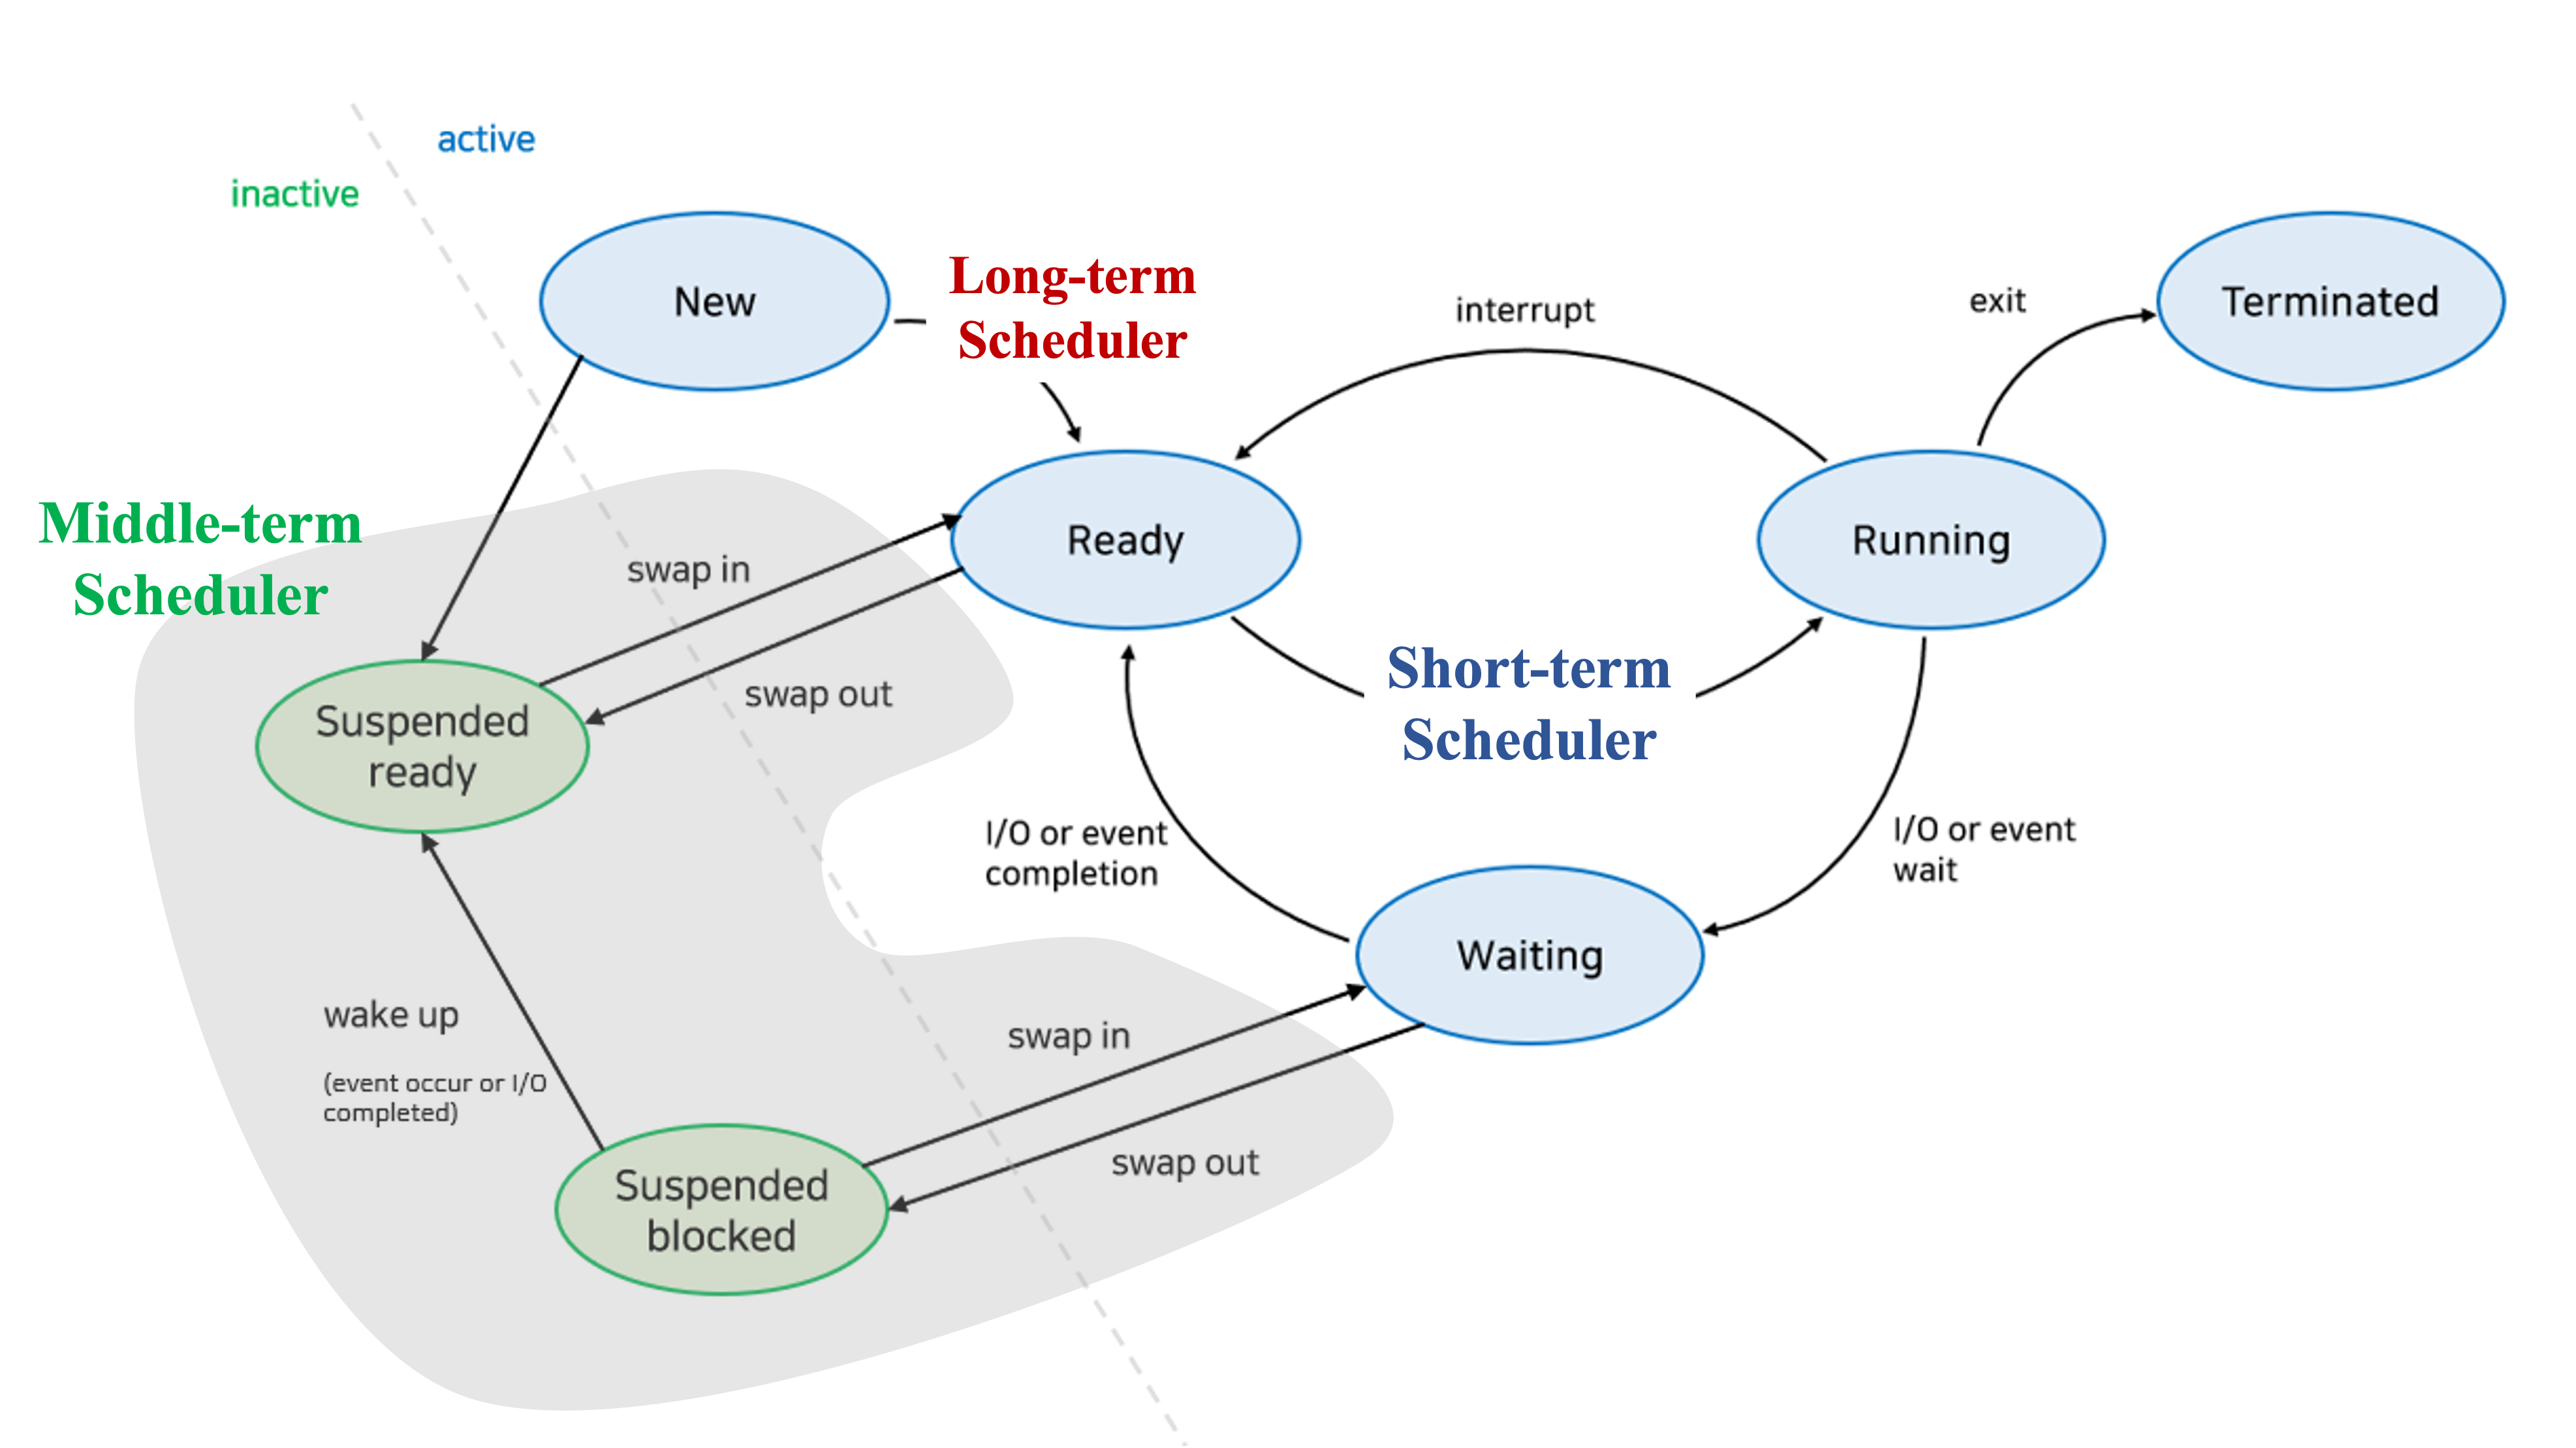 active
inactive
New
Long-term
Scheduler
interrupt
exit
Terminated
Middle-term
Scheduler
swap in
Ready
Running
swap out
Short-term
Scheduler
Suspended
ready
I/O or event
completion
I/O or event
wait
Waiting
wake up
(event occur or I/O
completed)
swap in
swap out
Suspended
blocked